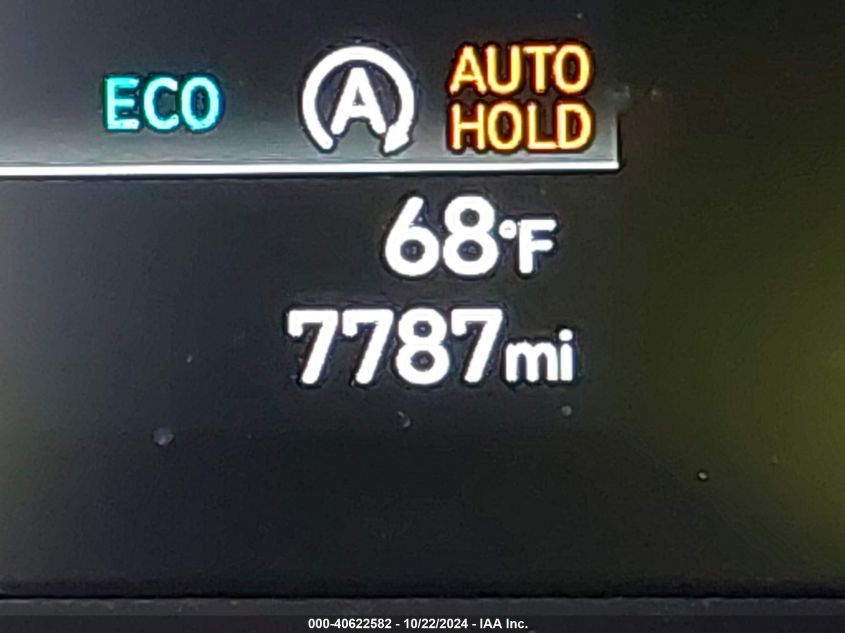 ECO A AUTO
HOLD
68°F
7787mi
000-40622582 - 10/22/2024 - IAA Inc.